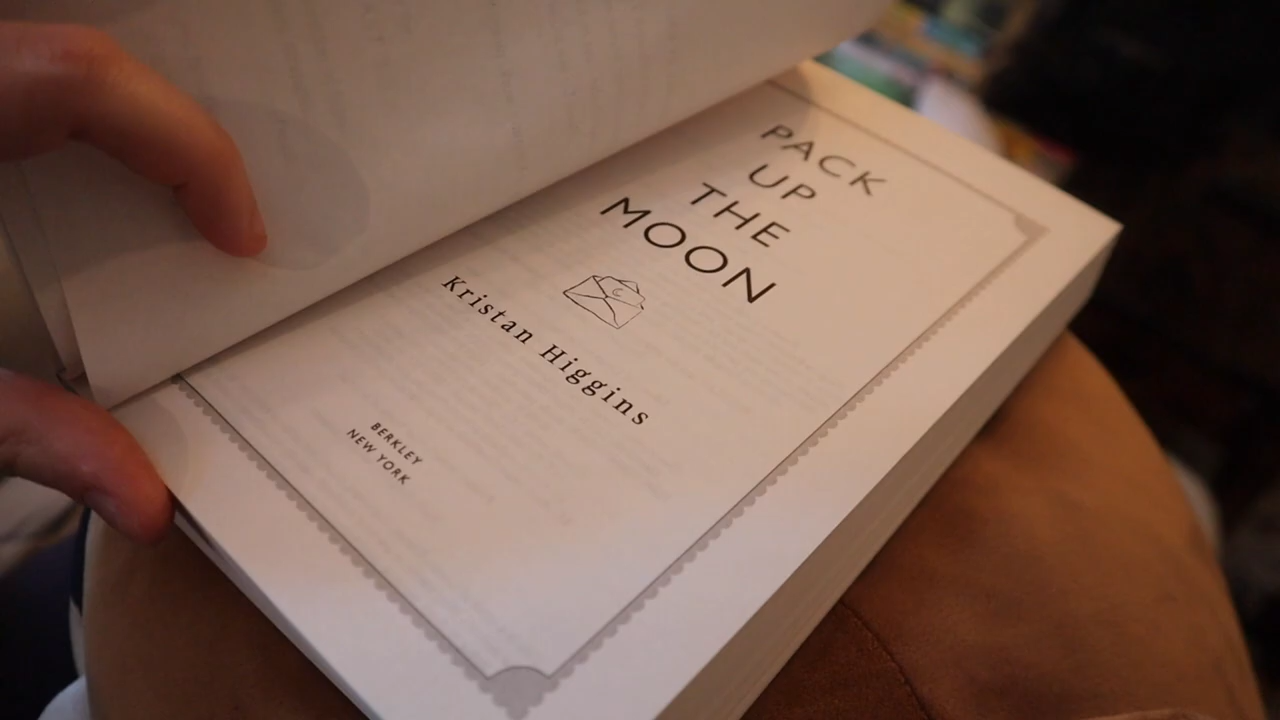 PACK
UP
THE
MOON
Kristan Higgins
BERKLEY
NEW YORK